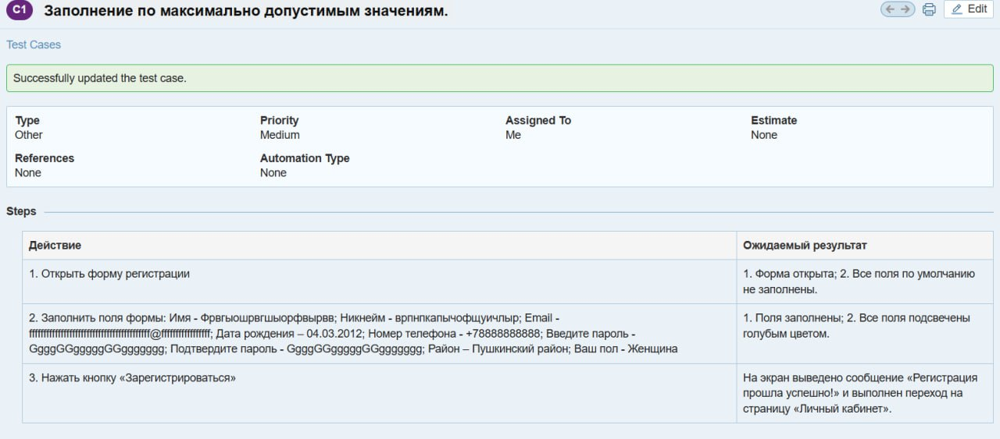 C1 Заполнение по максимально допустимым значениям. Edit
Test Cases
Successfully updated the test case.
Type Priority Assigned To Estimate
Other Medium Me None
References Automation Type
None None
Steps
Действие Ожидаемый результат
1. Открыть форму регистрации
1. Форма открыта; 2. Все поля по умолчанию
не заполнены.
2. Заполнить поля формы: Имя - Фрвгыошрвгшыорфвырвв; Никнейм - врпнпкапычофщуичлыр; Email -
Дата рождения – 04.03.2012; Номер телефона - +78888888888; Введите пароль -
GgggGGgggggGGgggggggg; Подтвердите пароль - GgggGGgggggGGgggggggg; Район – Пушкинский район; Ваш пол - Женщина
1. Поля заполнены; 2. Все поля подсвечены
голубым цветом.
3. Нажать кнопку «Зарегистрироваться»
На экран выведено сообщение «Регистрация
прошла успешно!» и выполнен переход на
страницу «Личный кабинет».